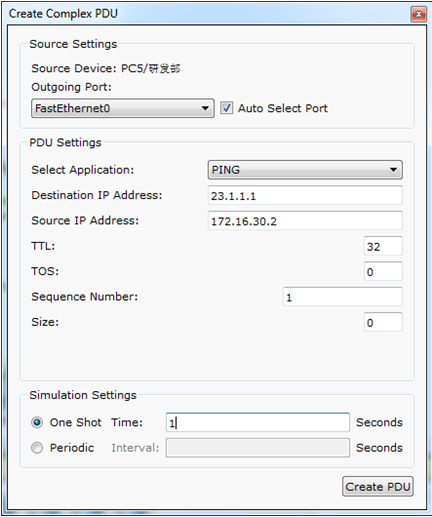 Create Complex PDU
Source Settings
Source Device: PC5/研发部
Outgoing Port:
FastEthernet0 Auto Select Port
PDU Settings
Select Application: PING
Destination IP Address: 23.1.1.1
Source IP Address: 172.16.30.2
TTL: 32
TOS: 0
Sequence Number: 1
Size: 0
Simulation Settings
One Shot Time: 1 Seconds
Periodic Interval: Seconds
Create PDU